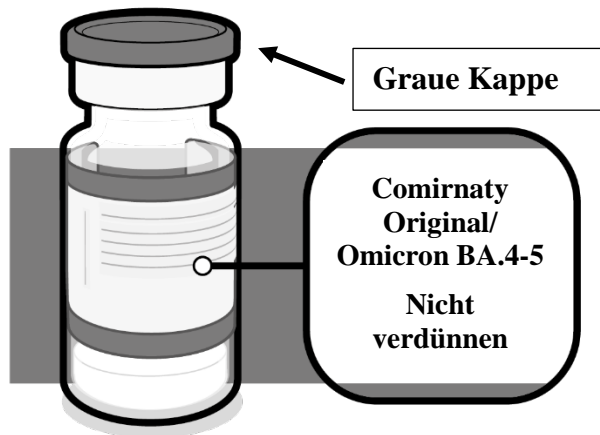 Graue Kappe
Comirnaty
Original/
Omicron BA.4-5
Nicht
verdünnen